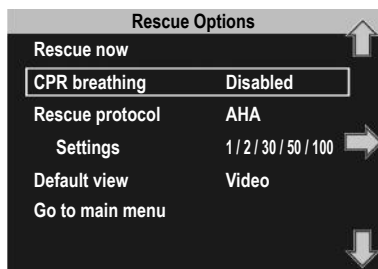 Rescue Options
Rescue now
CPR breathing Disabled
Rescue protocol AHA
Settings 1 / 2 / 30 / 50 / 100
Default view Video
Go to main menu